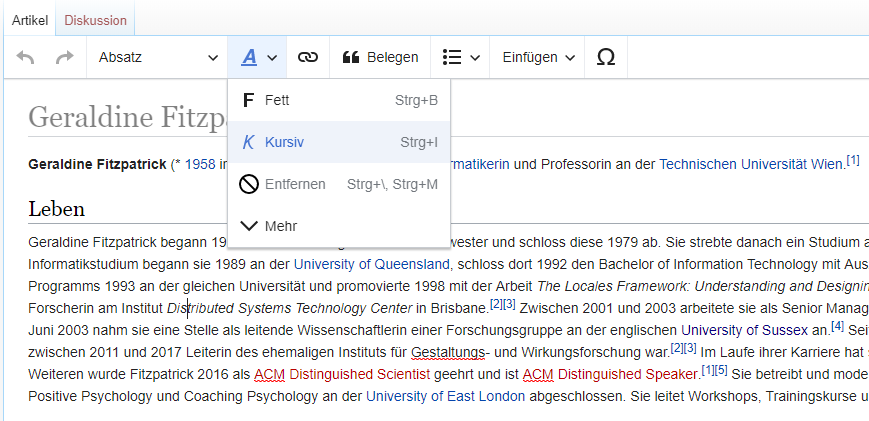 Artikel Diskussion
Absatz A Belegen Einfügen Ω
Geraldine Fitzp
F Fett Strg+B
K Kursiv Strg+I
Entfernen Strg+\, Strg+M
Mehr
Geraldine Fitzpatrick (* 1958 in rmatikerin und Professorin an der Technischen Universität Wien.[1]
Leben
Geraldine Fitzpatrick begann 19 wester und schloss diese 1979 ab. Sie strebte danach ein Studium a
Informatikstudium begann sie 1989 an der University of Queensland, schloss dort 1992 den Bachelor of Information Technology mit Aus
Programms 1993 an der gleichen Universität und promovierte 1998 mit der Arbeit The Locales Framework: Understanding and Designin
Forscherin am Institut Distributed Systems Technology Center in Brisbane.[2][3] Zwischen 2001 und 2003 arbeitete sie als Senior Manag
Juni 2003 nahm sie eine Stelle als leitende Wissenschaftlerin einer Forschungsgruppe an der englischen University of Sussex an.[4] Sei
zwischen 2011 und 2017 Leiterin des ehemaligen Instituts für Gestaltungs- und Wirkungsforschung war.[2][3] Im Laufe ihrer Karriere hat s
Weiteren wurde Fitzpatrick 2016 als ACM Distinguished Scientist geehrt und ist ACM Distinguished Speaker.[1][5] Sie betreibt und mode
Positive Psychology und Coaching Psychology an der University of East London abgeschlossen. Sie leitet Workshops, Trainingskurse u